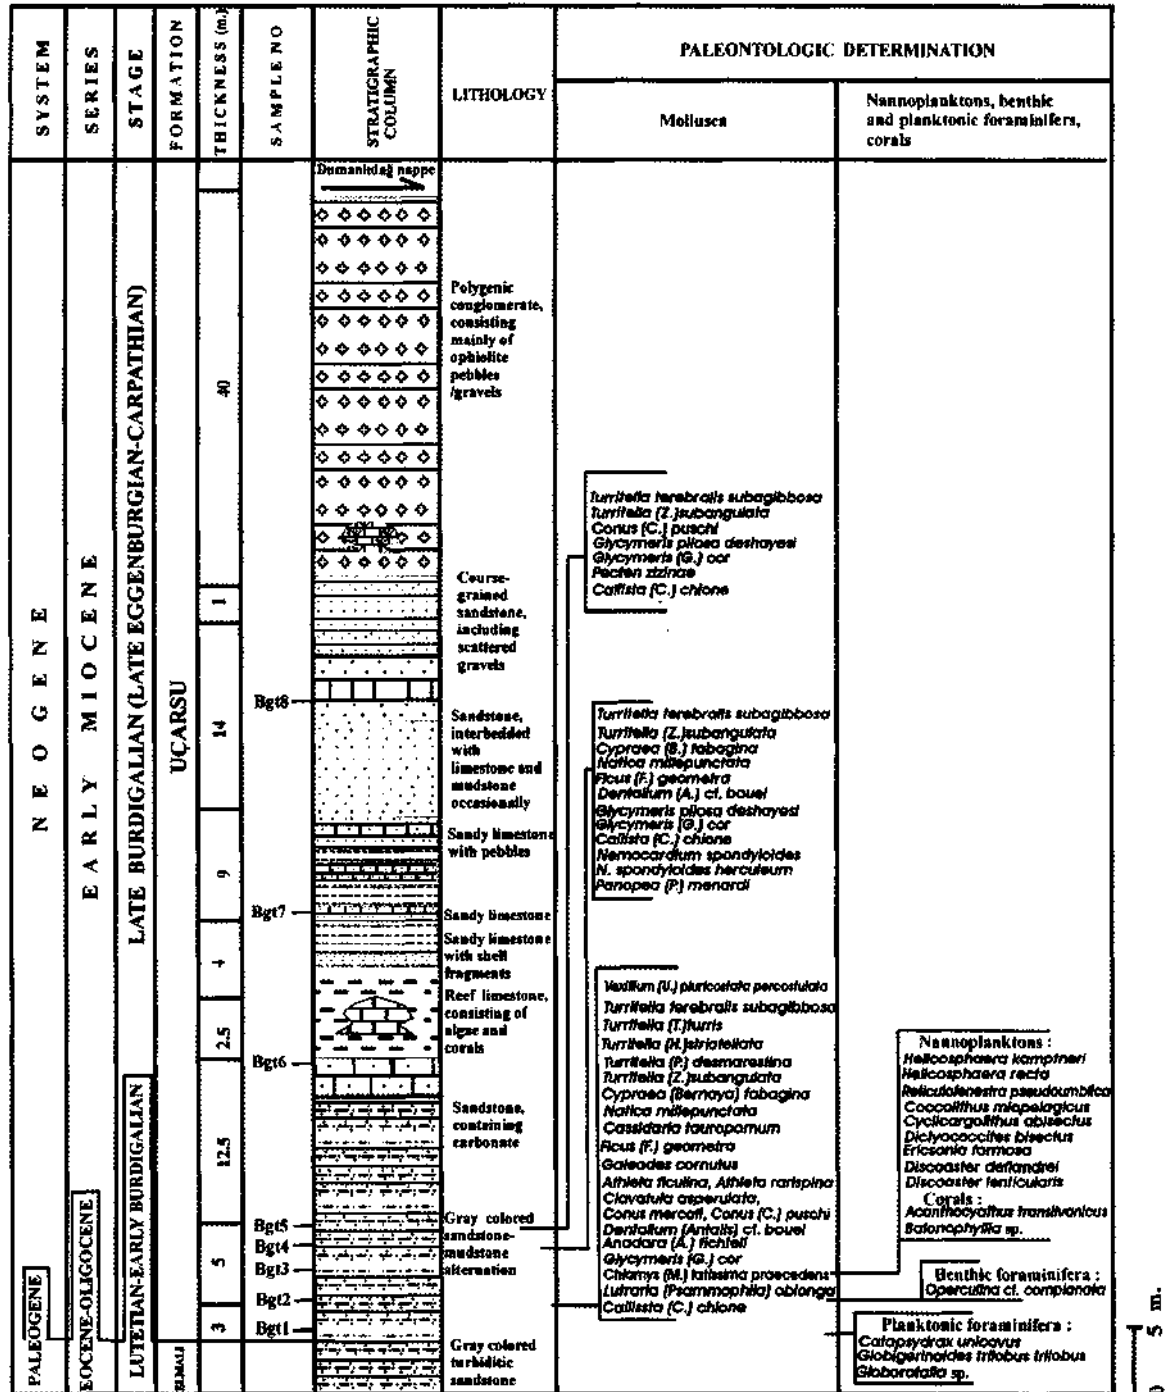 SYSTEM
SERIES
STAGE
FORMATION
THICKNESS (m.)
SAMPLE NO
STRATIGRAPHIC
COLUMN
LITHOLOGY
PALEONTOLOGIC DETERMINATION
Mollusca
Nannoplanktons, benthic
and planktonic foraminifers,
corals
NEOGENE
PALEOGENE
EARLY MIOCENE
EOCENE-OLIGOCENE
LATE BURDIGALIAN (LATE EGGENBURGIAN-CARPATHIAN)
LUTETIAN-EARLY BURDIGALIAN
UÇARSU
40
1
14
9
4
2.5
12.5
5
3
Bgt8
Bgt7
Bgt6
Bgt5
Bgt4
Bgt3
Bgt2
Bgt1
Dumanlıdağ nappe
Polygenic
conglomerate,
consisting
mainly of
ophiolite
pebbles
/gravels
Course-
grained
sandstone,
including
scattered
gravels
Sandstone,
interbedded
with
limestone and
mudstone
occasionally
Sandy limestone
with pebbles
Sandy limestone
Sandy limestone
with shell
fragments
Reef limestone,
consisting of
algae and
corals
Sandstone,
containing
carbonate
Gray colored
sandstone-
mudstone
alternation
Gray colored
turbiditic
sandstone
Turritella terebralis subagibbosa
Turritella (Z.)subangulata
Conus (C.) puschi
Glycymeris pilosa deshayesi
Glycymeris (G.) cor
Pecten zizinae
Callista (C.) chione
Turritella terebralis subagibbosa
Turritella (Z.)subangulata
Cypraea (B.) fabagina
Natica millepunctata
Ficus (F.) geometra
Dentalium (A.) cf. bouei
Glycymeris pilosa deshayesi
Glycymeris (G.) cor
Callista (C.) chione
Nemocardium spondyloides
N. spondyloides herculeum
Panopea (P.) menardi
Vexillum (U.) pluricostata percostulata
Turritella terebralis subagibbosa
Turritella (T.)turris
Turritella (H.)striatellata
Turritella (P.) desmarestina
Turritella (Z.)subangulata
Cypraea (Bernaya) fabagina
Natica millepunctata
Cassidaria tauropomum
Ficus (F.) geometra
Galeodes cornutus
Athleta ficulina, Athleta rarispina
Clavatula asperulata,
Conus mercati, Conus (C.) puschi
Dentalium (Antalis) cf. bouei
Anadara (A.) fichteli
Glycymeris (G.) cor
Chlamys (M.) latissima praecedens
Lutraria (Psammophila) oblonga
Callissta (C.) chione
Nannoplanktons :
Helicosphaera kamptneri
Helicosphaera recta
Reticulofenestra pseudoumblica
Coccolithus miopelagicus
Cyclicargolithus abisectus
Dictyococcites bisectus
Ericsonia formosa
Discoaster deflandrei
Discoaster tenticularis
Corals :
Acanthocyathus transilvanicus
Balonophyllia sp.
Benthic foraminifera :
Operculina cf. complanata
Planktonic foraminifera :
Catapsydrax unicavus
Globigerinoides trilobus trilobus
Globorotalia sp.
5 m.
0